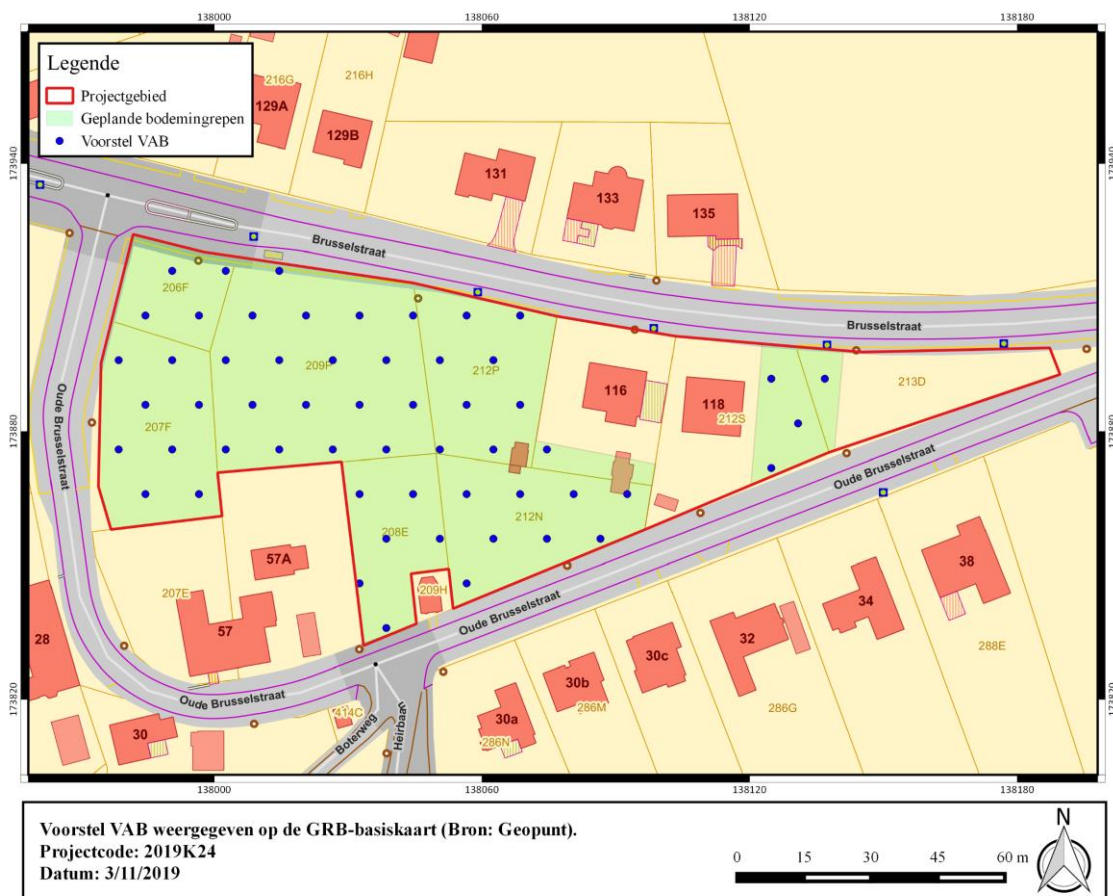 138000 138060 138120 138180
Legende
Projectgebied
Geplande bodemingrepen
Voorstel VAB
216G
216H
129A
129B
131
133
135
173940
173940
Brusselstraat
Brusselstraat
206F
209P
212P
116
118
212S
213D
Oude Brusselstraat
207F
173880
173880
Oude Brusselstraat
212N
208E
57A
209H
207E
57
Oude Brusselstraat
28
38
34
32
30c
30b
30a
288E
286G
286M
286N
173820
173820
Oude Brusselstraat
414C
30
Boterweg
Heirbaan
138000 138060 138120 138180
Voorstel VAB weergegeven op de GRB-basiskaart (Bron: Geopunt).
Projectcode: 2019K24
Datum: 3/11/2019
0 15 30 45 60 m
N